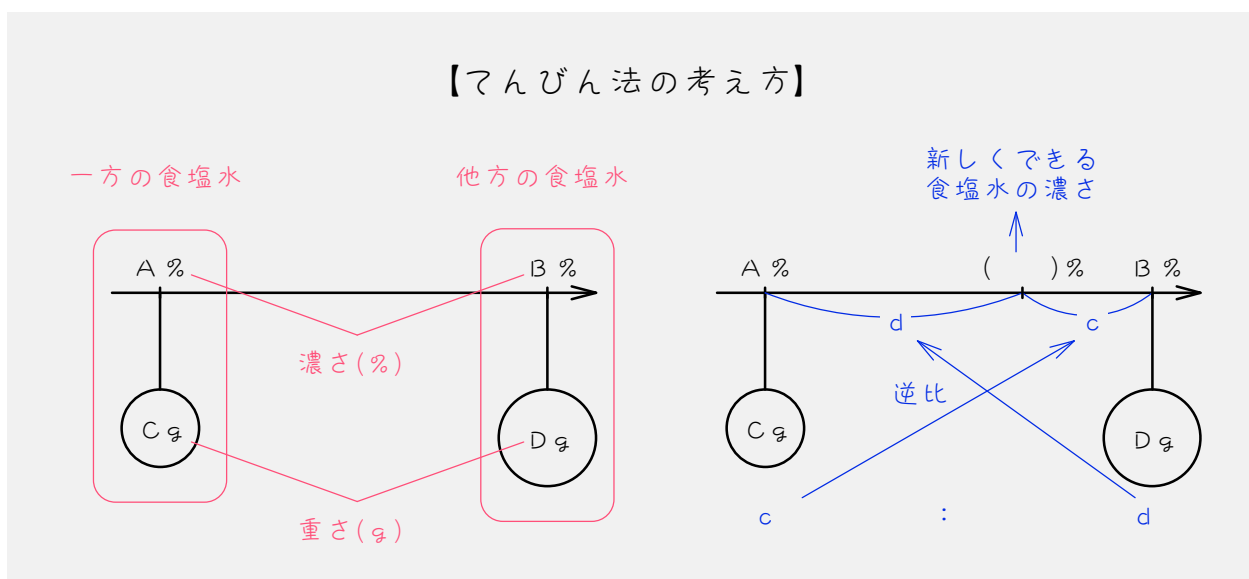 【てんびん法の考え方】
一方の食塩水
他方の食塩水
A %
B %
濃さ(%)
C g
D g
重さ(g)
新しくできる
食塩水の濃さ
A %
( )%
B %
d
c
逆比
C g
D g
c : d